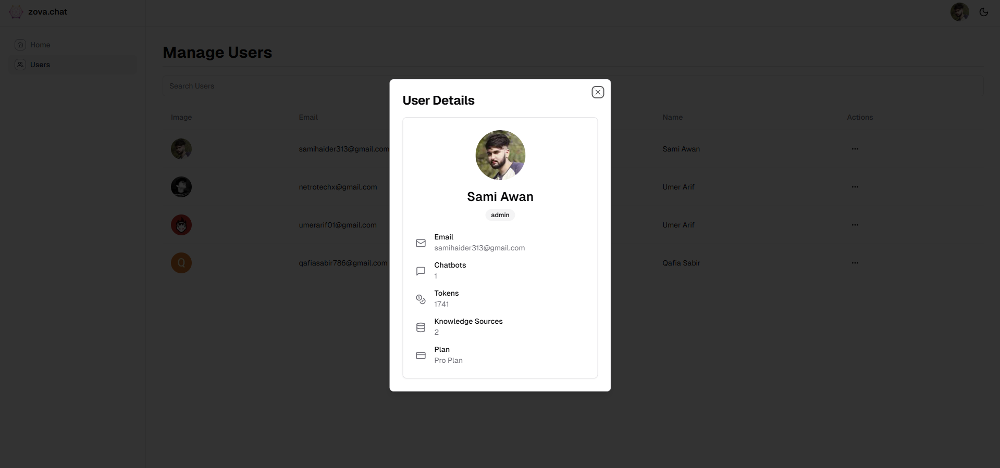 zova.chat
Home
Users
Manage Users
Search Users
Image Email Name Actions
samihaider313@gmail.com Sami Awan
netrotechx@gmail.com Umer Arif
umerarif01@gmail.com Umer Arif
Q qafiasabir786@gmail.com Qafia Sabir
User Details
Sami Awan
admin
Email
samihaider313@gmail.com
Chatbots
1
Tokens
1741
Knowledge Sources
2
Plan
Pro Plan